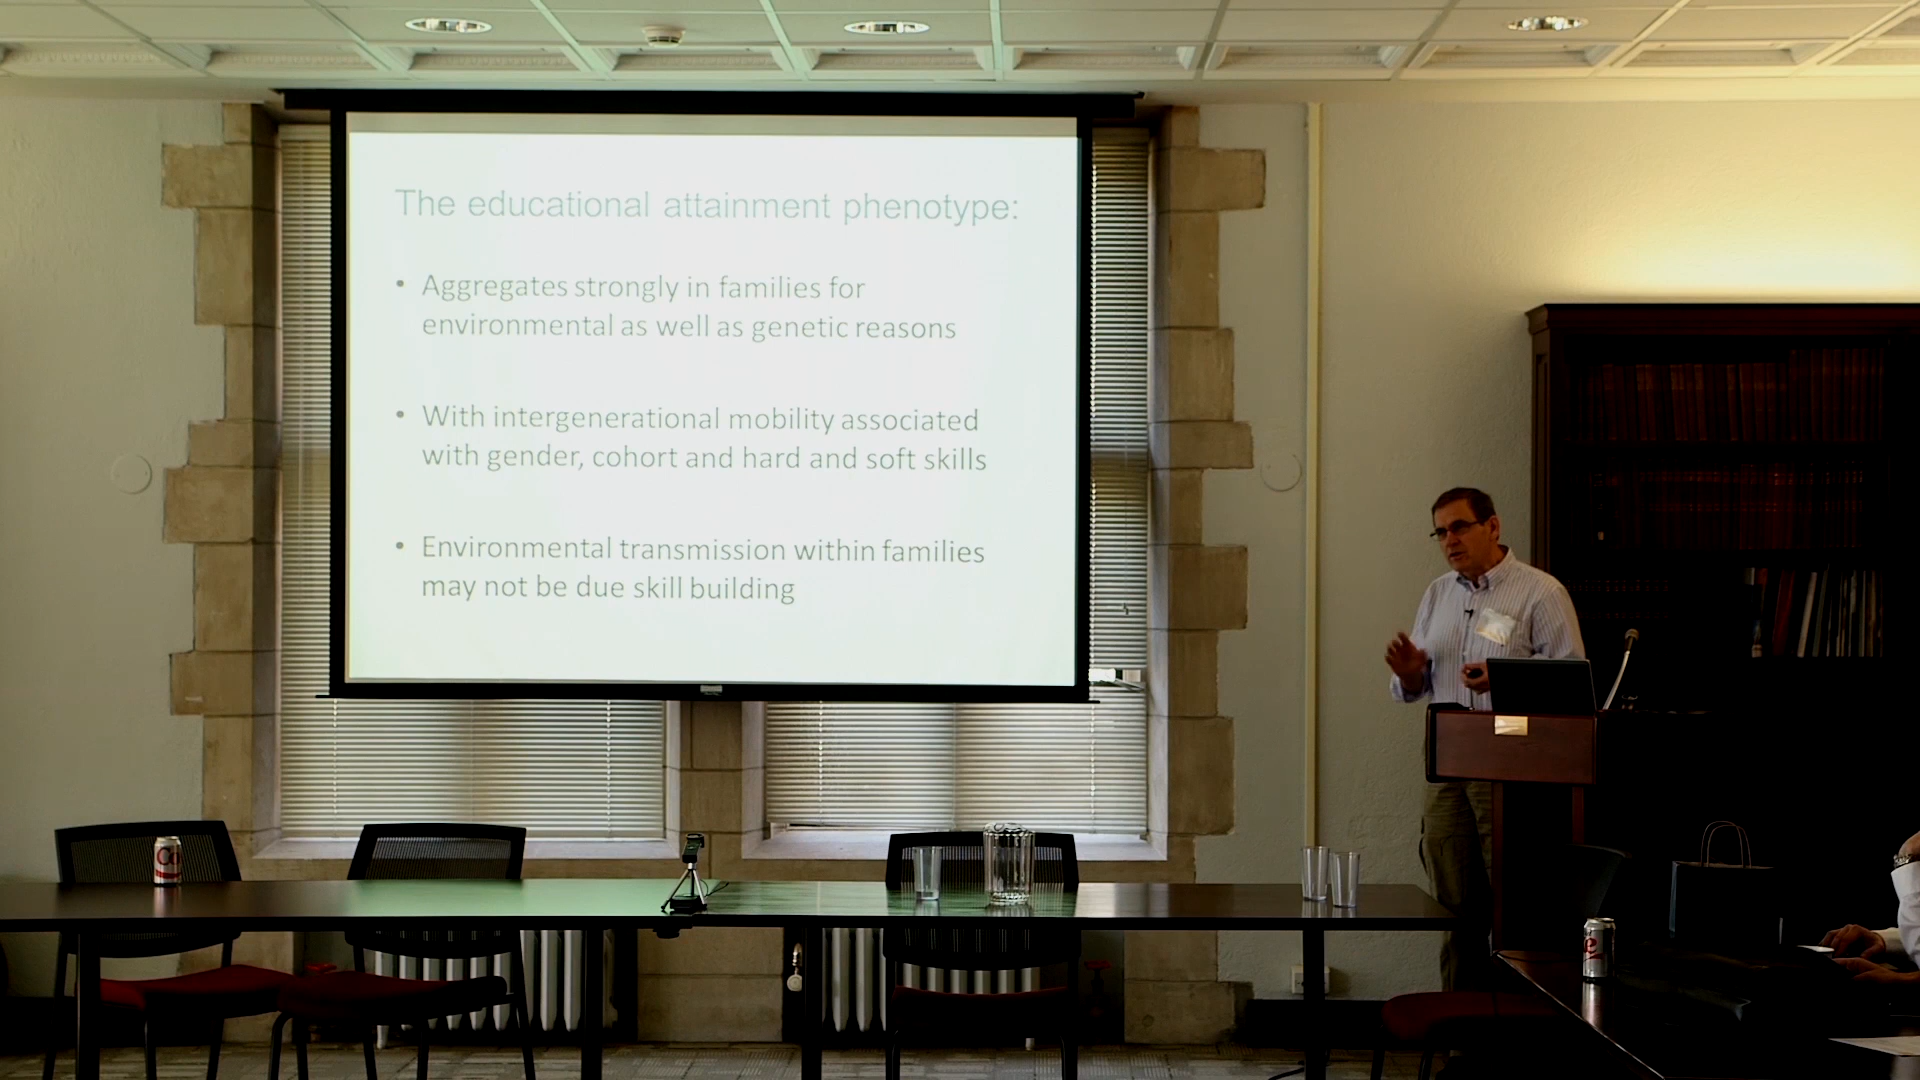 The educational attainment phenotype:
• Aggregates strongly in families for
environmental as well as genetic reasons
• With intergenerational mobility associated
with gender, cohort and hard and soft skills
• Environmental transmission within families
may not be due skill building
Co
e